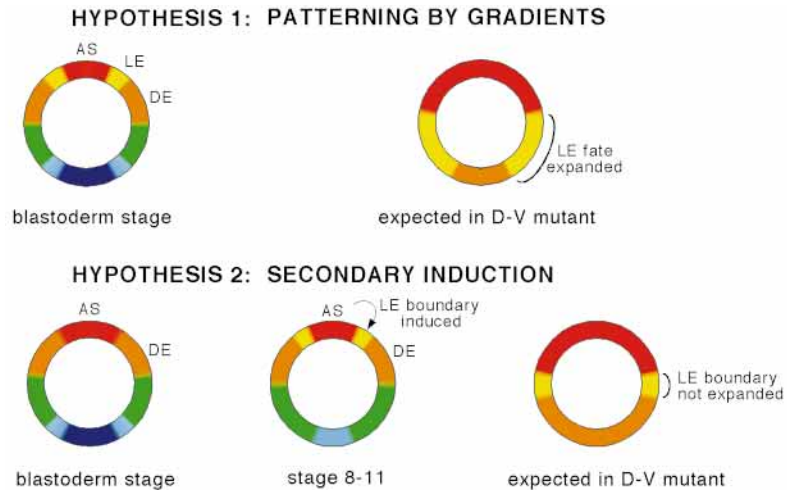 HYPOTHESIS 1: PATTERNING BY GRADIENTS
AS
LE
DE
LE fate
expanded
blastoderm stage
expected in D-V mutant
HYPOTHESIS 2: SECONDARY INDUCTION
AS
DE
AS
LE boundary
induced
DE
LE boundary
not expanded
blastoderm stage
stage 8-11
expected in D-V mutant